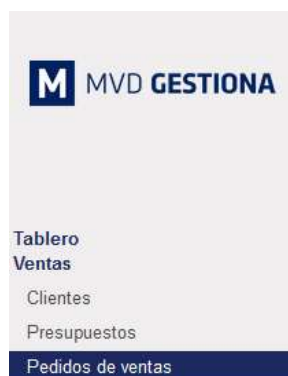 M MVD GESTIONA
Tablero
Ventas
Clientes
Presupuestos
Pedidos de ventas